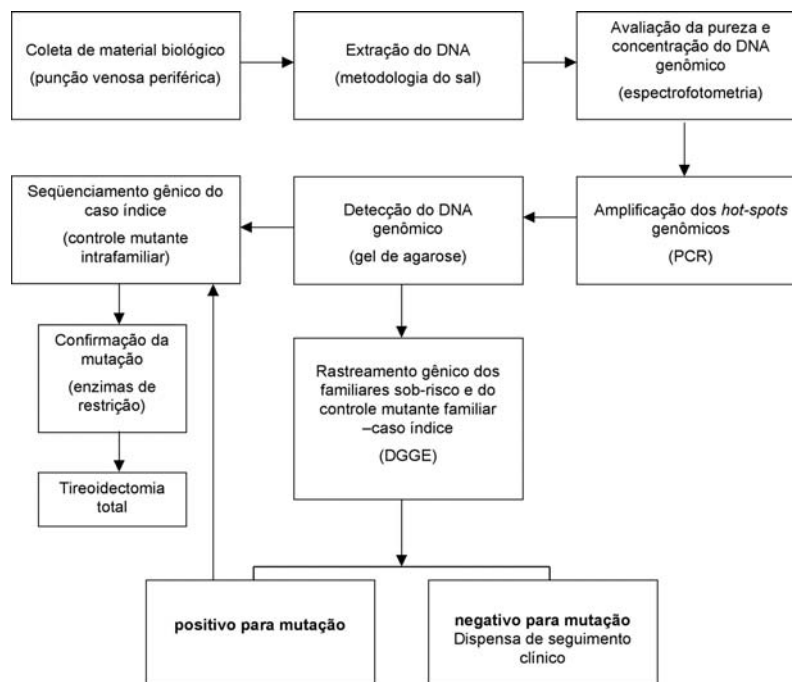 Coleta de material biológico
(punção venosa periférica)
Extração do DNA
(metodologia do sal)
Avaliação da pureza e
concentração do DNA
genômico
(espectrofotometria)
Seqüenciamento gênico do
caso índice
(controle mutante
intrafamiliar)
Detecção do DNA
genômico
(gel de agarose)
Amplificação dos hot-spots
genômicos
(PCR)
Confirmação da
mutação
(enzimas de
restrição)
Rastreamento gênico dos
familiares sob-risco e do
controle mutante familiar
–caso índice
(DGGE)
Tireoidectomia
total
positivo para mutação
negativo para mutação
Dispensa de seguimento
clínico